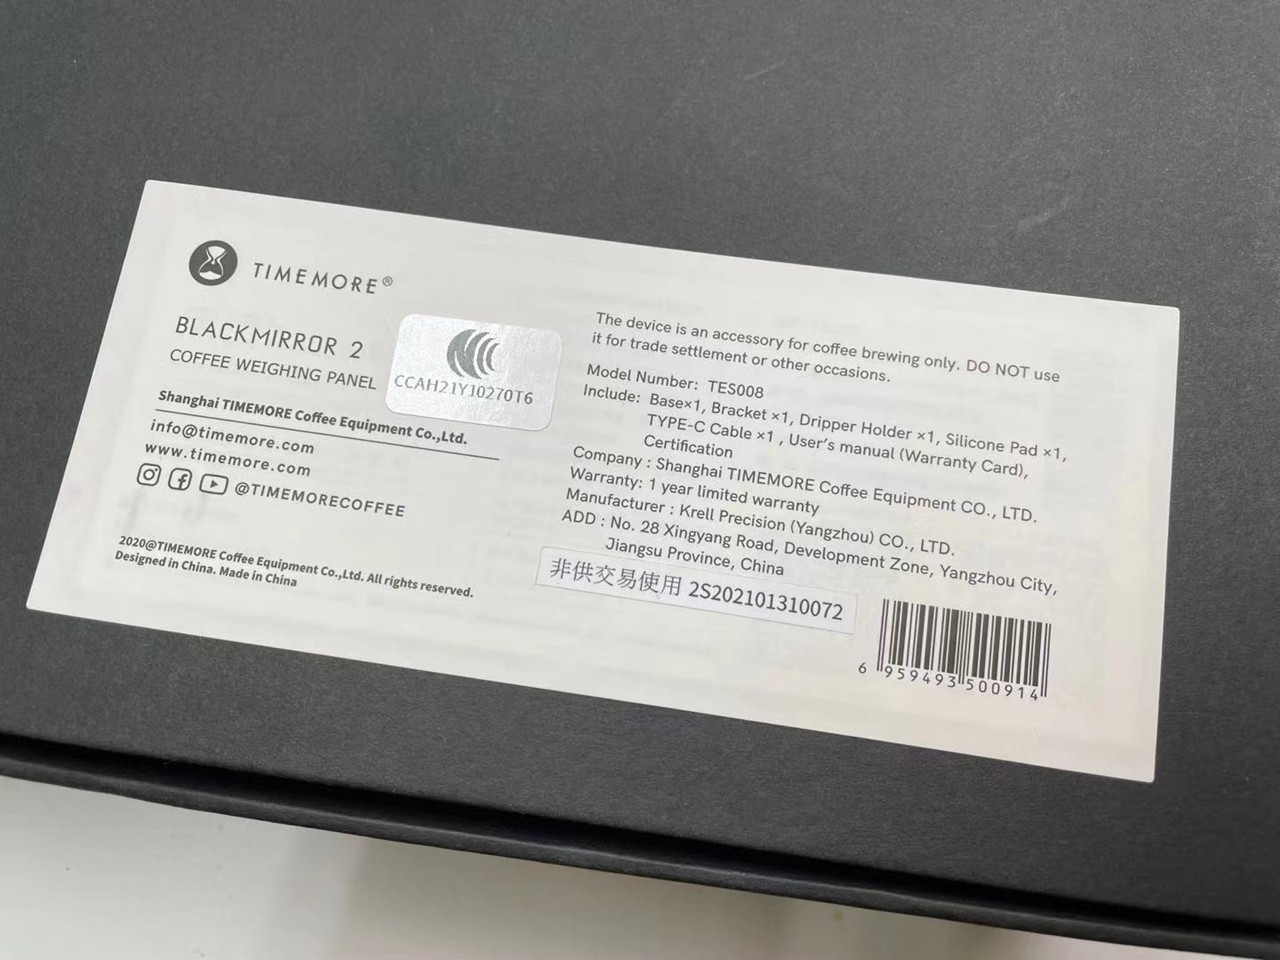 TIMEMORE®
BLACKMIRROR 2
COFFEE WEIGHING PANEL
CCAH21Y10270T6
Shanghai TIMEMORE Coffee Equipment Co.,Ltd.
info@timemore.com
www.timemore.com
@TIMEMORECOFFEE
2020@TIMEMORE Coffee Equipment Co.,Ltd. All rights reserved.
Designed in China. Made in China
The device is an accessory for coffee brewing only. DO NOT use
it for trade settlement or other occasions.
Model Number: TES008
Include: Base×1, Bracket ×1, Dripper Holder ×1, Silicone Pad ×1,
TYPE-C Cable ×1 , User's manual (Warranty Card),
Certification
Company : Shanghai TIMEMORE Coffee Equipment CO., LTD.
Warranty: 1 year limited warranty
Manufacturer : Krell Precision (Yangzhou) CO., LTD.
ADD : No. 28 Xingyang Road, Development Zone, Yangzhou City,
Jiangsu Province, China
非供交易使用 2S202101310072
6 959493 500914